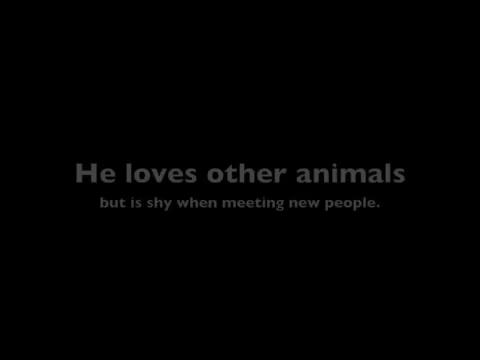 He loves other animals
but is shy when meeting new people.